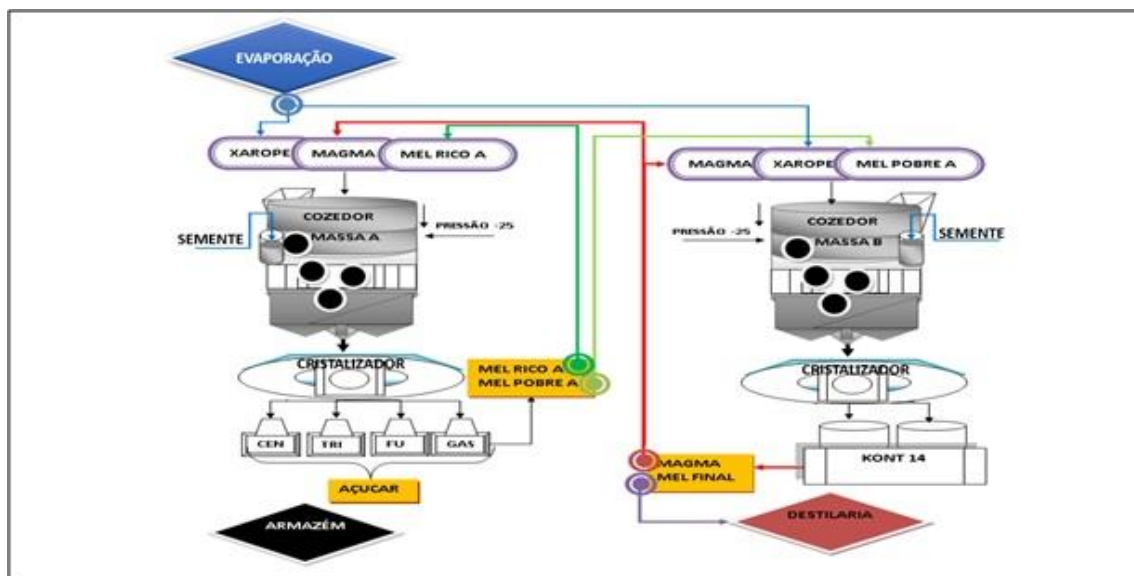 EVAPORAÇÃO
XAROPE
MAGMA
MEL RICO A
MAGMA
XAROPE
MEL POBRE A
COZEDOR
PRESSÃO -25
SEMENTE
MASSA A
COZEDOR
PRESSÃO -25
MASSA B
SEMENTE
CRISTALIZADOR
MEL RICO A
MEL POBRE A
CRISTALIZADOR
CEN
TRI
FU
GAS
KONT 14
MAGMA
MEL FINAL
AÇUCAR
ARMAZÉM
DESTILARIA